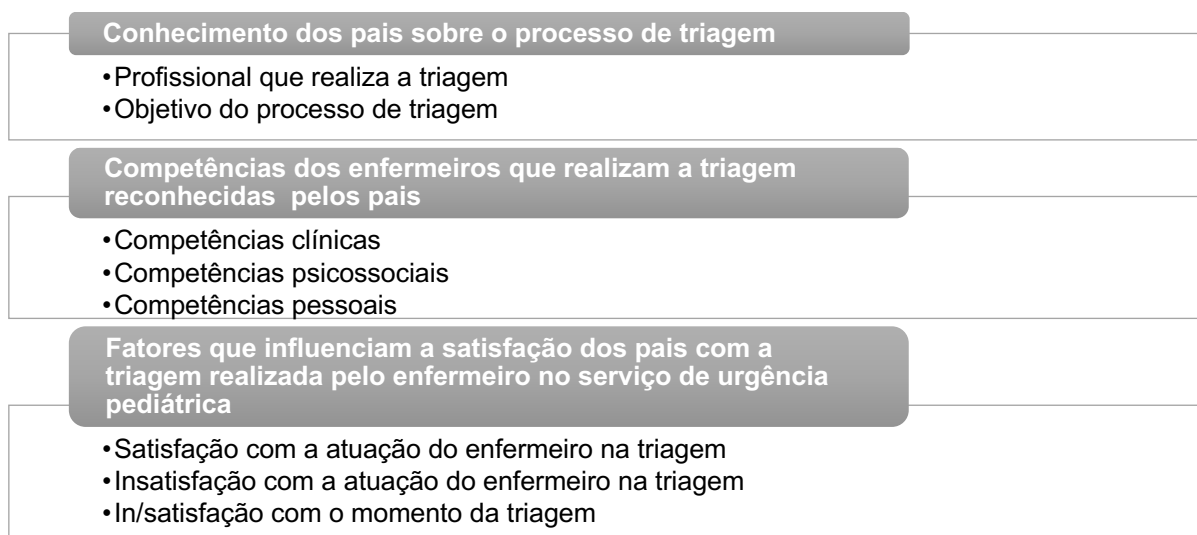 Conhecimento dos pais sobre o processo de triagem
•Profissional que realiza a triagem
•Objetivo do processo de triagem
Competências dos enfermeiros que realizam a triagem
reconhecidas pelos pais
•Competências clínicas
•Competências psicossociais
•Competências pessoais
Fatores que influenciam a satisfação dos pais com a
triagem realizada pelo enfermeiro no serviço de urgência
pediátrica
•Satisfação com a atuação do enfermeiro na triagem
•Insatisfação com a atuação do enfermeiro na triagem
•In/satisfação com o momento da triagem